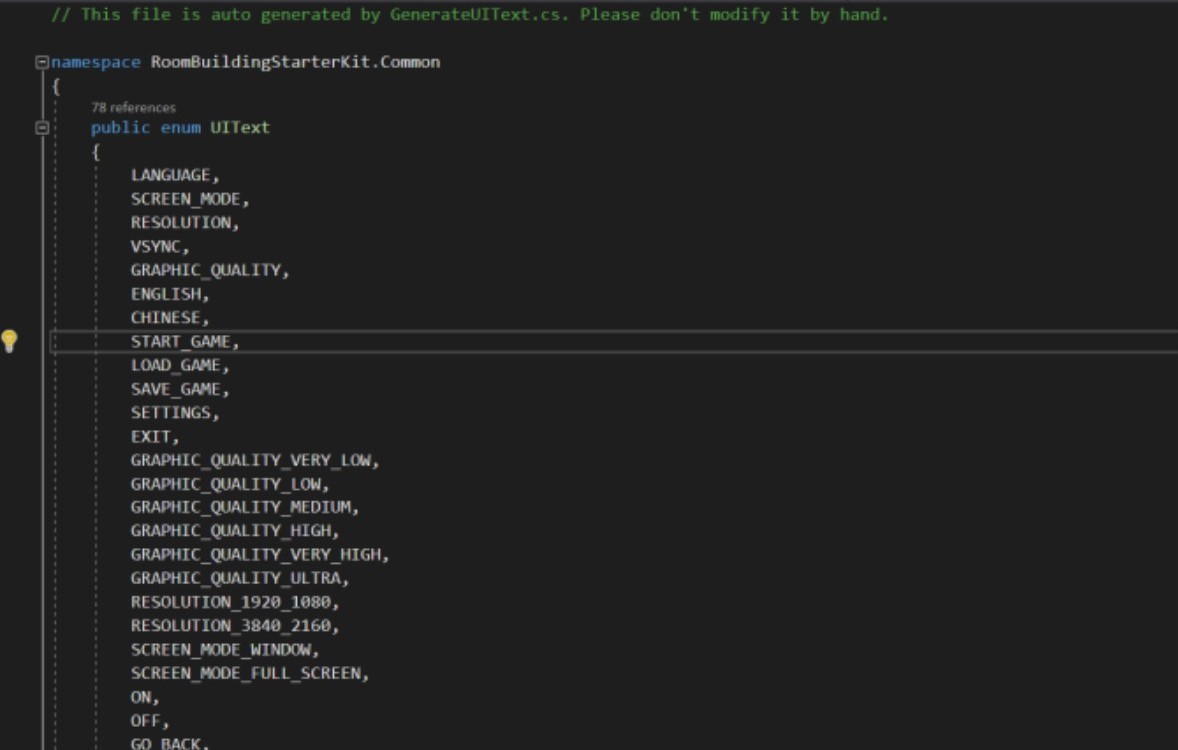 // This file is auto generated by GenerateUIText.cs. Please don't modify it by hand.
namespace RoomBuildingStarterKit.Common
{
78 references
public enum UIText
{
LANGUAGE,
SCREEN_MODE,
RESOLUTION,
VSYNC,
GRAPHIC_QUALITY,
ENGLISH,
CHINESE,
START_GAME,
LOAD_GAME,
SAVE_GAME,
SETTINGS,
EXIT,
GRAPHIC_QUALITY_VERY_LOW,
GRAPHIC_QUALITY_LOW,
GRAPHIC_QUALITY_MEDIUM,
GRAPHIC_QUALITY_HIGH,
GRAPHIC_QUALITY_VERY_HIGH,
GRAPHIC_QUALITY_ULTRA,
RESOLUTION_1920_1080,
RESOLUTION_3840_2160,
SCREEN_MODE_WINDOW,
SCREEN_MODE_FULL_SCREEN,
ON,
OFF,
GO_BACK,